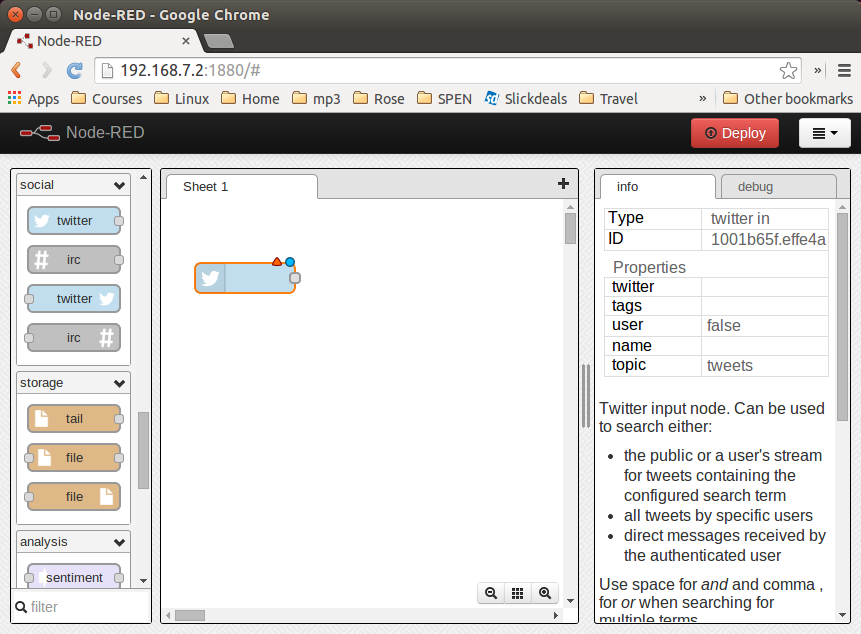 Node-RED - Google Chrome
Node-RED
192.168.7.2:1880/#
Apps Courses Linux Home mp3 Rose SPEN Slickdeals Travel » Other bookmarks
Node-RED
Deploy
social
twitter
irc
twitter
irc
storage
tail
file
file
analysis
sentiment
filter
Sheet 1
info debug
Type twitter in
ID 1001b65f.effe4a
Properties
twitter
tags
user false
name
topic tweets
Twitter input node. Can be used
to search either:
• the public or a user's stream
for tweets containing the
configured search term
• all tweets by specific users
• direct messages received by
the authenticated user
Use space for and and comma ,
for or when searching for
multiple terms